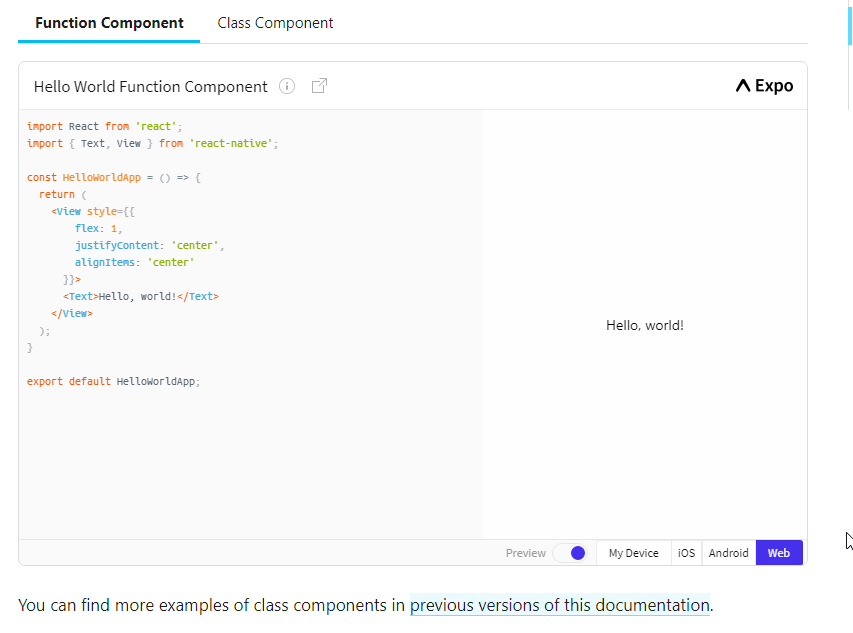 Function Component Class Component
Hello World Function Component
Expo
import React from 'react';
import { Text, View } from 'react-native';
const HelloWorldApp = () => {
return (
<View style={{
flex: 1,
justifyContent: 'center',
alignItems: 'center'
}}>
<Text>Hello, world!</Text>
</View>
);
}
export default HelloWorldApp;
Hello, world!
Preview My Device iOS Android Web
You can find more examples of class components in previous versions of this documentation.